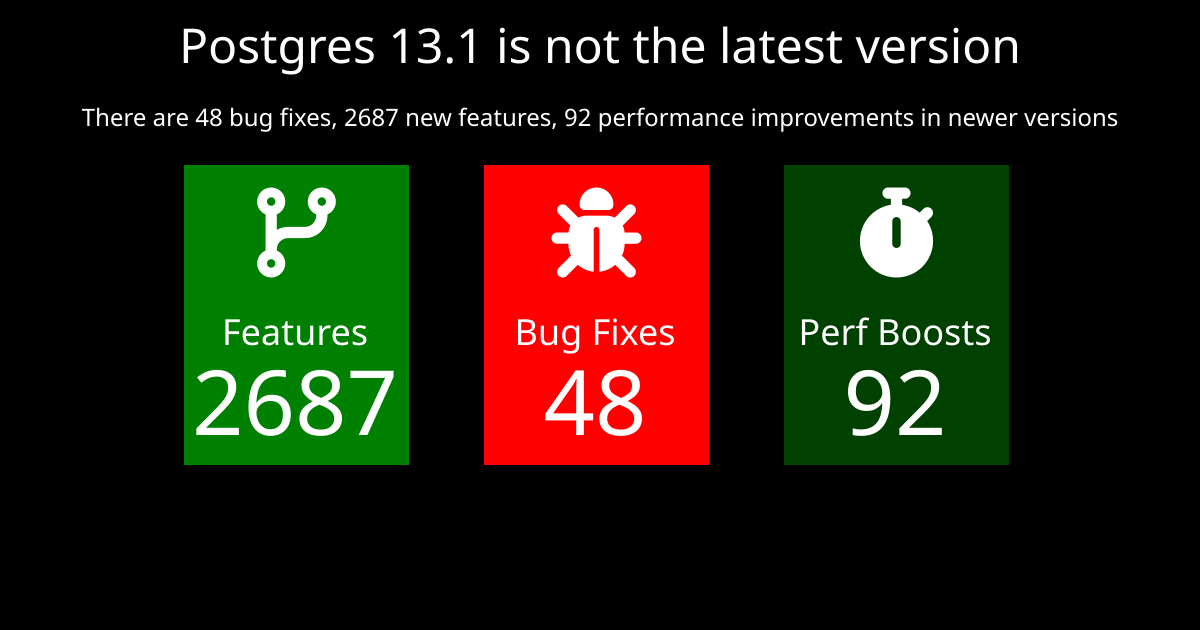 Postgres 13.1 is not the latest version
There are 48 bug fixes, 2687 new features, 92 performance improvements in newer versions
Features
2687
Bug Fixes
48
Perf Boosts
92